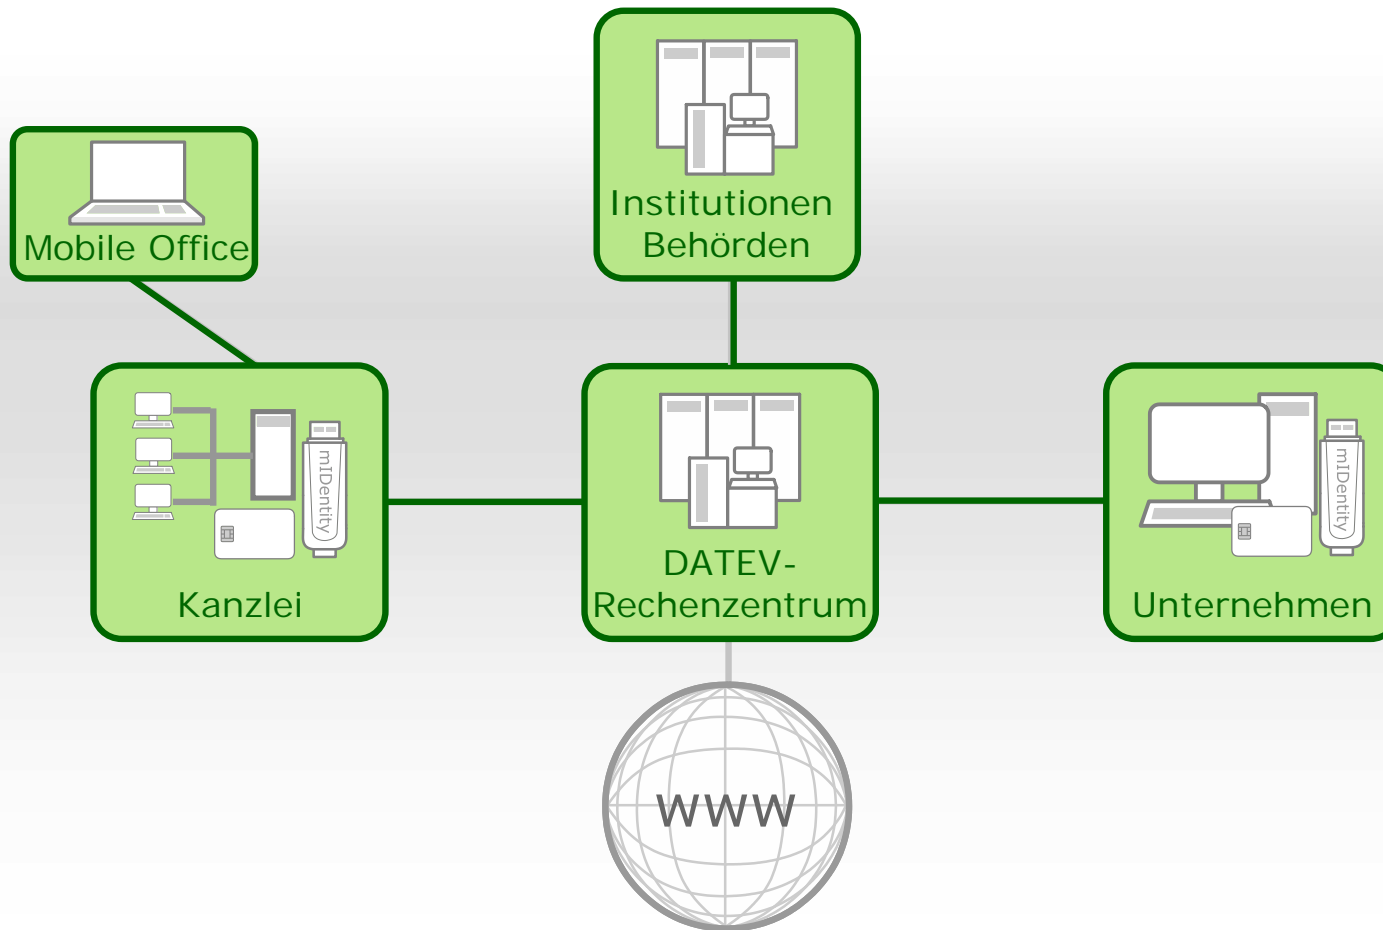 Institutionen
Behörden
Mobile Office
mIDentity
Kanzlei
DATEV-
Rechenzentrum
mIDentity
Unternehmen
www